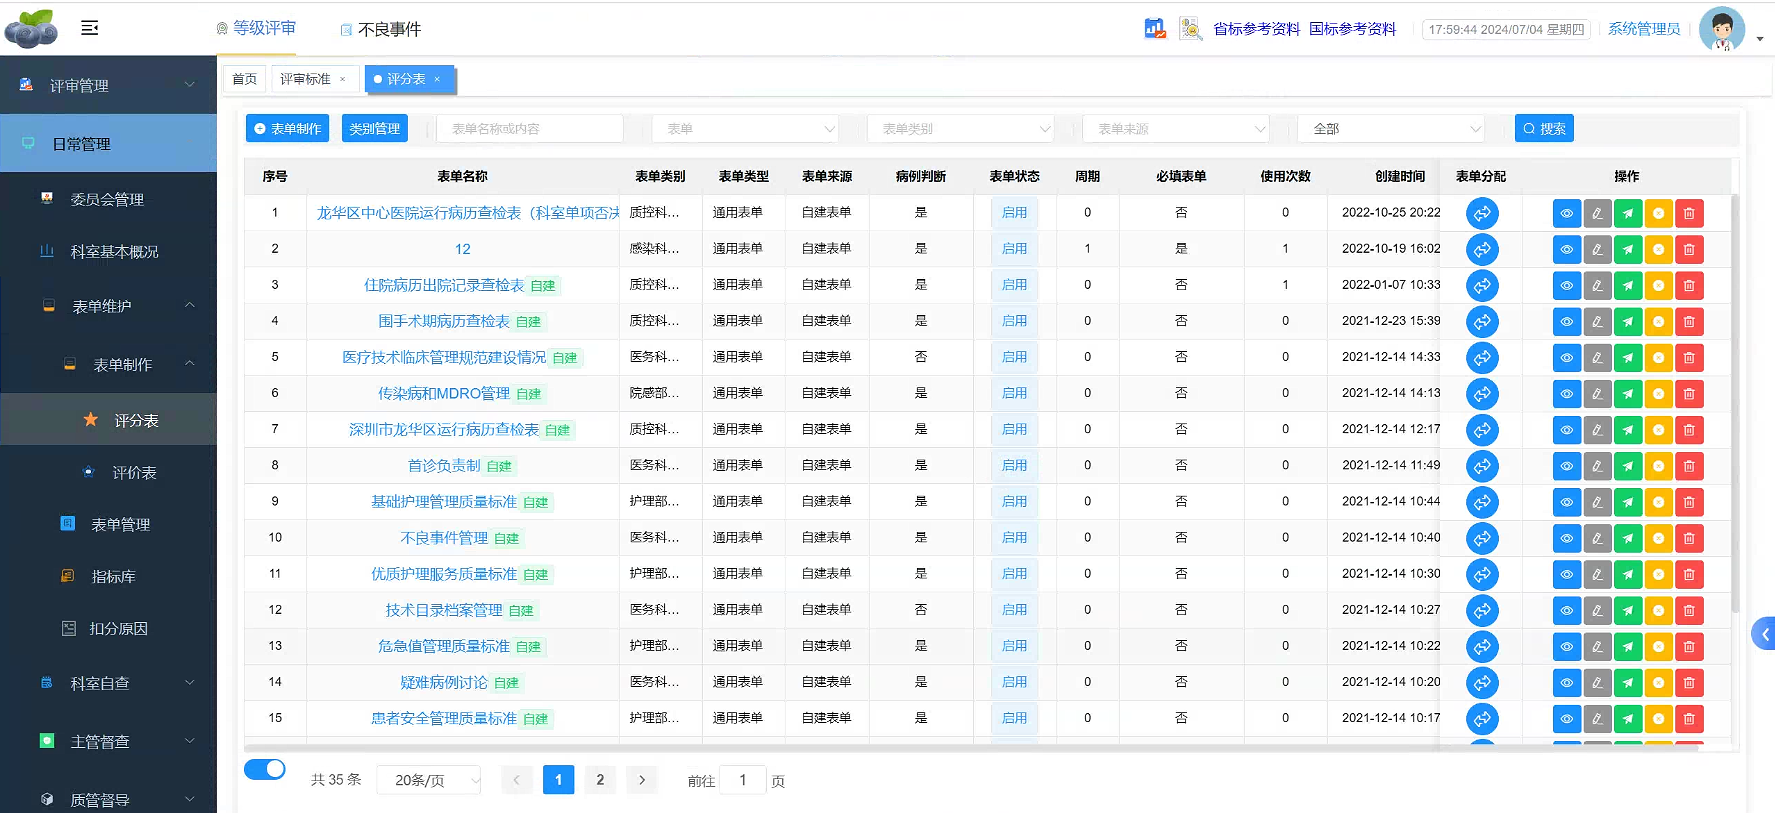 等级评审 不良事件 省标参考资料 国标参考资料 17:59:44 2024/07/04 星期四 系统管理员
首页 评审标准 × 评分表 ×
评审管理
日常管理
委员会管理
科室基本概况
表单维护
表单制作
评分表
评价表
表单管理
指标库
扣分原因
科室自查
主管督查
质管督导
表单制作 类别管理 表单名称或内容 表单 表单类别 表单来源 全部 搜索
序号 表单名称 表单类别 表单类型 表单来源 病例判断 表单状态 周期 必填表单 使用次数 创建时间 表单分配 操作
1 龙华区中心医院运行病历查检表（科室单项否决 质控科... 通用表单 自建表单 是 启用 0 否 0 2022-10-25 20:22
2 12 感染科... 通用表单 自建表单 是 启用 1 是 1 2022-10-19 16:02
3 住院病历出院记录查检表 自建 质控科... 通用表单 自建表单 是 启用 0 否 1 2022-01-07 10:33
4 围手术期病历查检表 自建 质控科... 通用表单 自建表单 是 启用 0 否 0 2021-12-23 15:39
5 医疗技术临床管理规范建设情况 自建 医务科... 通用表单 自建表单 否 启用 0 否 0 2021-12-14 14:33
6 传染病和MDRO管理 自建 院感部... 通用表单 自建表单 是 启用 0 否 0 2021-12-14 14:13
7 深圳市龙华区运行病历查检表 自建 质控科... 通用表单 自建表单 是 启用 0 否 0 2021-12-14 12:17
8 首诊负责制 自建 医务科... 通用表单 自建表单 是 启用 0 否 0 2021-12-14 11:49
9 基础护理管理质量标准 自建 护理部... 通用表单 自建表单 是 启用 0 否 0 2021-12-14 10:44
10 不良事件管理 自建 医务科... 通用表单 自建表单 是 启用 0 否 0 2021-12-14 10:40
11 优质护理服务质量标准 自建 护理部... 通用表单 自建表单 是 启用 0 否 0 2021-12-14 10:30
12 技术目录档案管理 自建 医务科... 通用表单 自建表单 否 启用 0 否 0 2021-12-14 10:27
13 危急值管理质量标准 自建 护理部... 通用表单 自建表单 是 启用 0 否 0 2021-12-14 10:22
14 疑难病例讨论 自建 医务科... 通用表单 自建表单 是 启用 0 否 0 2021-12-14 10:20
15 患者安全管理质量标准 自建 护理部... 通用表单 自建表单 是 启用 0 否 0 2021-12-14 10:17
共 35 条 20条/页 1 2 前往 1 页